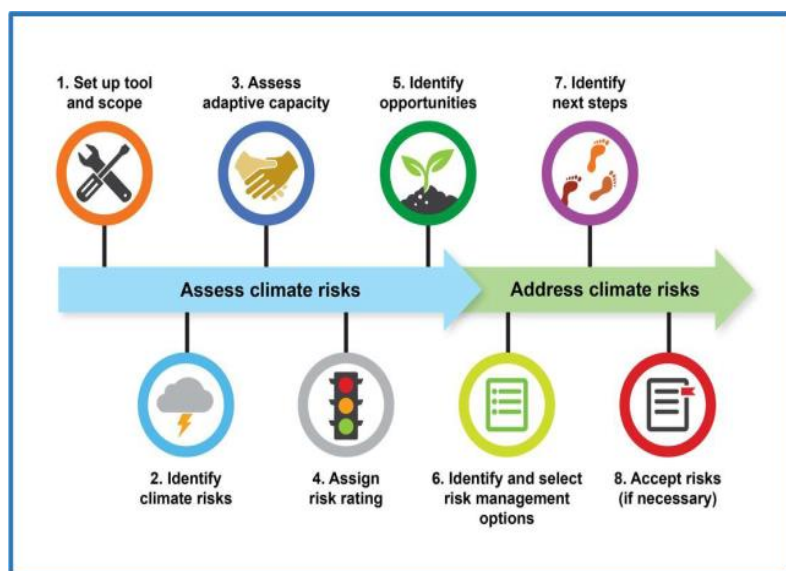 1. Set up tool
and scope
3. Assess
adaptive capacity
5. Identify
opportunities
7. Identify
next steps
Assess climate risks
Address climate risks
2. Identify
climate risks
4. Assign
risk rating
6. Identify and select
risk management
options
8. Accept risks
(if necessary)